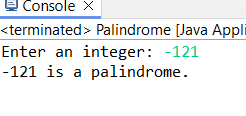 Console
<terminated> Palindrome [Java Appli
Enter an integer: -121
-121 is a palindrome.